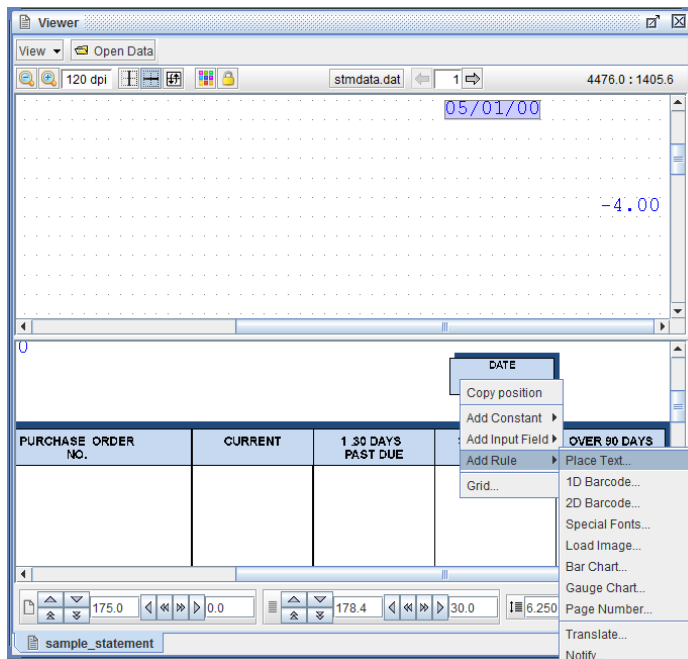 Viewer
View Open Data
120 dpi stmdata.dat 1 4476.0 : 1405.6
05/01/00
-4.00
DATE
Copy position
Add Constant
Add Input Field
Add Rule
Grid...
PURCHASE ORDER NO.
CURRENT
1 30 DAYS PAST DUE
OVER 90 DAYS
Place Text...
1D Barcode...
2D Barcode...
Special Fonts...
Load Image...
Bar Chart...
Gauge Chart...
Page Number...
Translate...
Notify
175.0 0.0 178.4 30.0 6.250
sample_statement